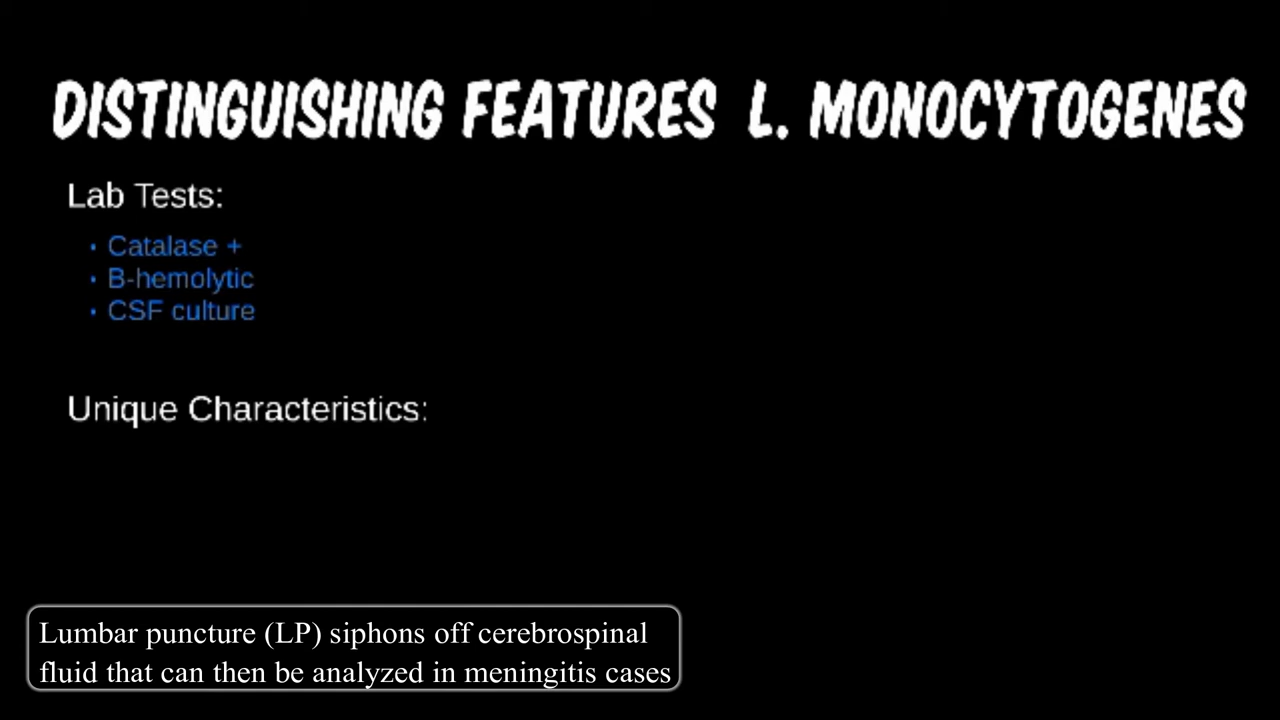 DISTINGUISHING FEATURES L. MONOCYTOGENES
Lab Tests:
• Catalase +
• B-hemolytic
• CSF culture
Unique Characteristics:
Lumbar puncture (LP) siphons off cerebrospinal
fluid that can then be analyzed in meningitis cases